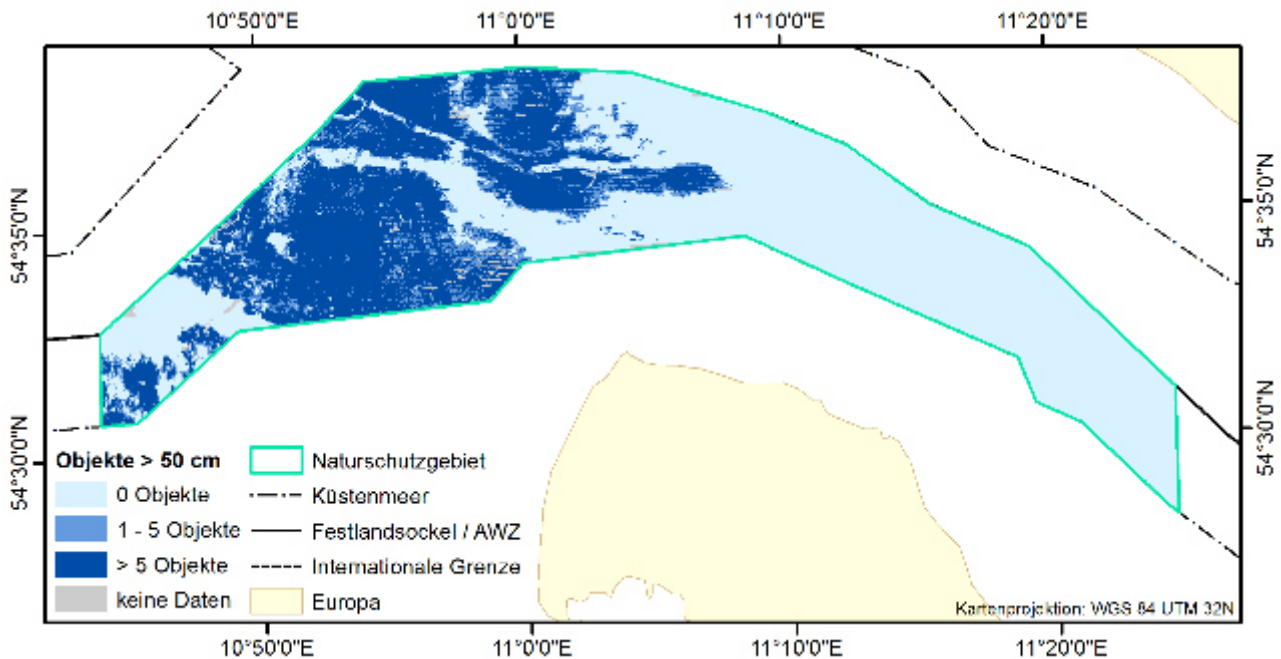 10°50'0"E
11°0'0"E
11°10'0"E
11°20'0"E
54°35'0"N
54°30'0"N
54°35'0"N
54°30'0"N
Objekte > 50 cm
0 Objekte
1 - 5 Objekte
> 5 Objekte
keine Daten
Naturschutzgebiet
Küstenmeer
Festlandsockel / AWZ
Internationale Grenze
Europa
Kartenprojektion: WGS 84 UTM 32N
10°50'0"E
11°0'0"E
11°10'0"E
11°20'0"E